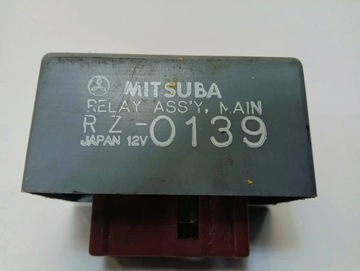 MITSUBA
RELAY ASS'Y, MAIN
RZ-0139
JAPAN 12V